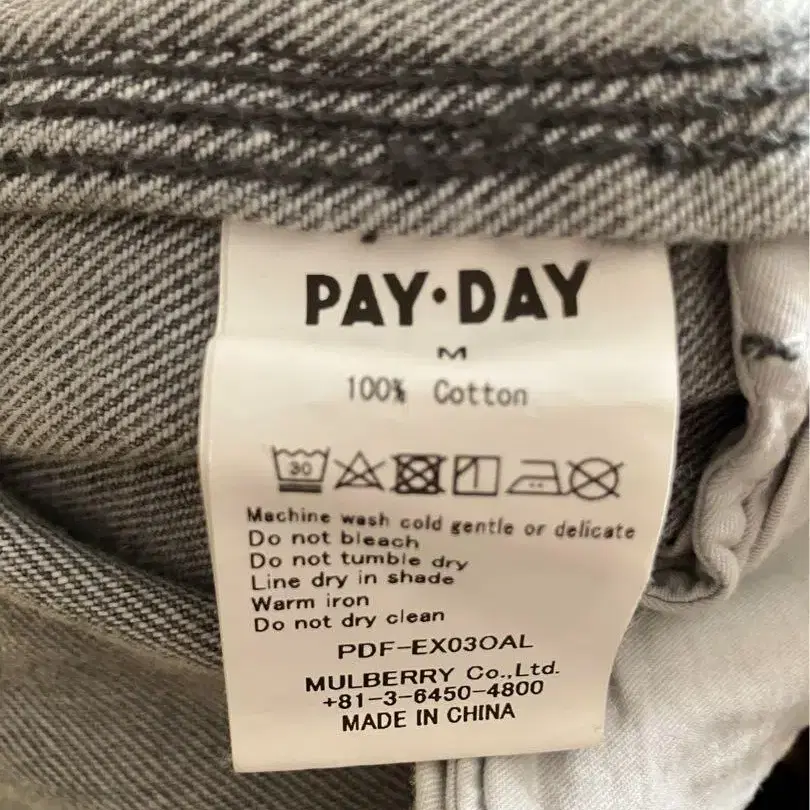 PAY·DAY
M
100% Cotton
30
Machine wash cold gentle or delicate
Do not bleach
Do not tumble dry
Line dry in shade
Warm iron
Do not dry clean
PDF-EX03OAL
MULBERRY Co.,Ltd.
+81-3-6450-4800
MADE IN CHINA